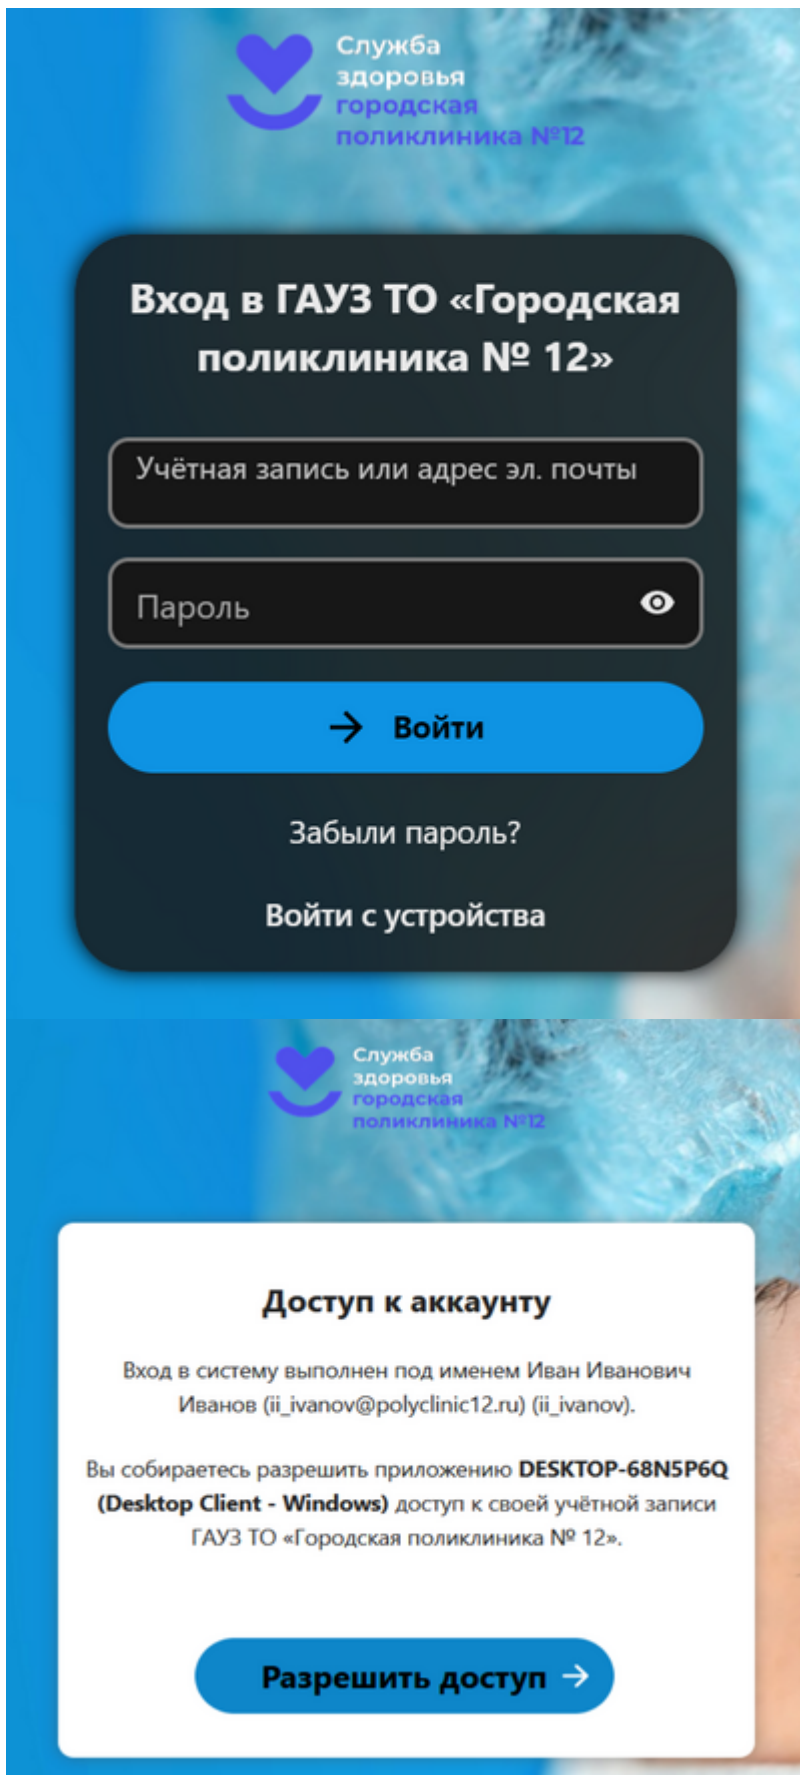 Служба
здоровья
городская
поликлиника №12
Вход в ГАУЗ ТО «Городская
поликлиника № 12»
Учётная запись или адрес эл. почты
Пароль
→ Войти
Забыли пароль?
Войти с устройства
Служба
здоровья
городская
поликлиника №12
Доступ к аккаунту
Вход в систему выполнен под именем Иван Иванович
Иванов (ii_ivanov@polyclinic12.ru) (ii_ivanov).
Вы собираетесь разрешить приложению DESKTOP-68N5P6Q
(Desktop Client - Windows) доступ к своей учётной записи
ГАУЗ ТО «Городская поликлиника № 12».
Разрешить доступ →